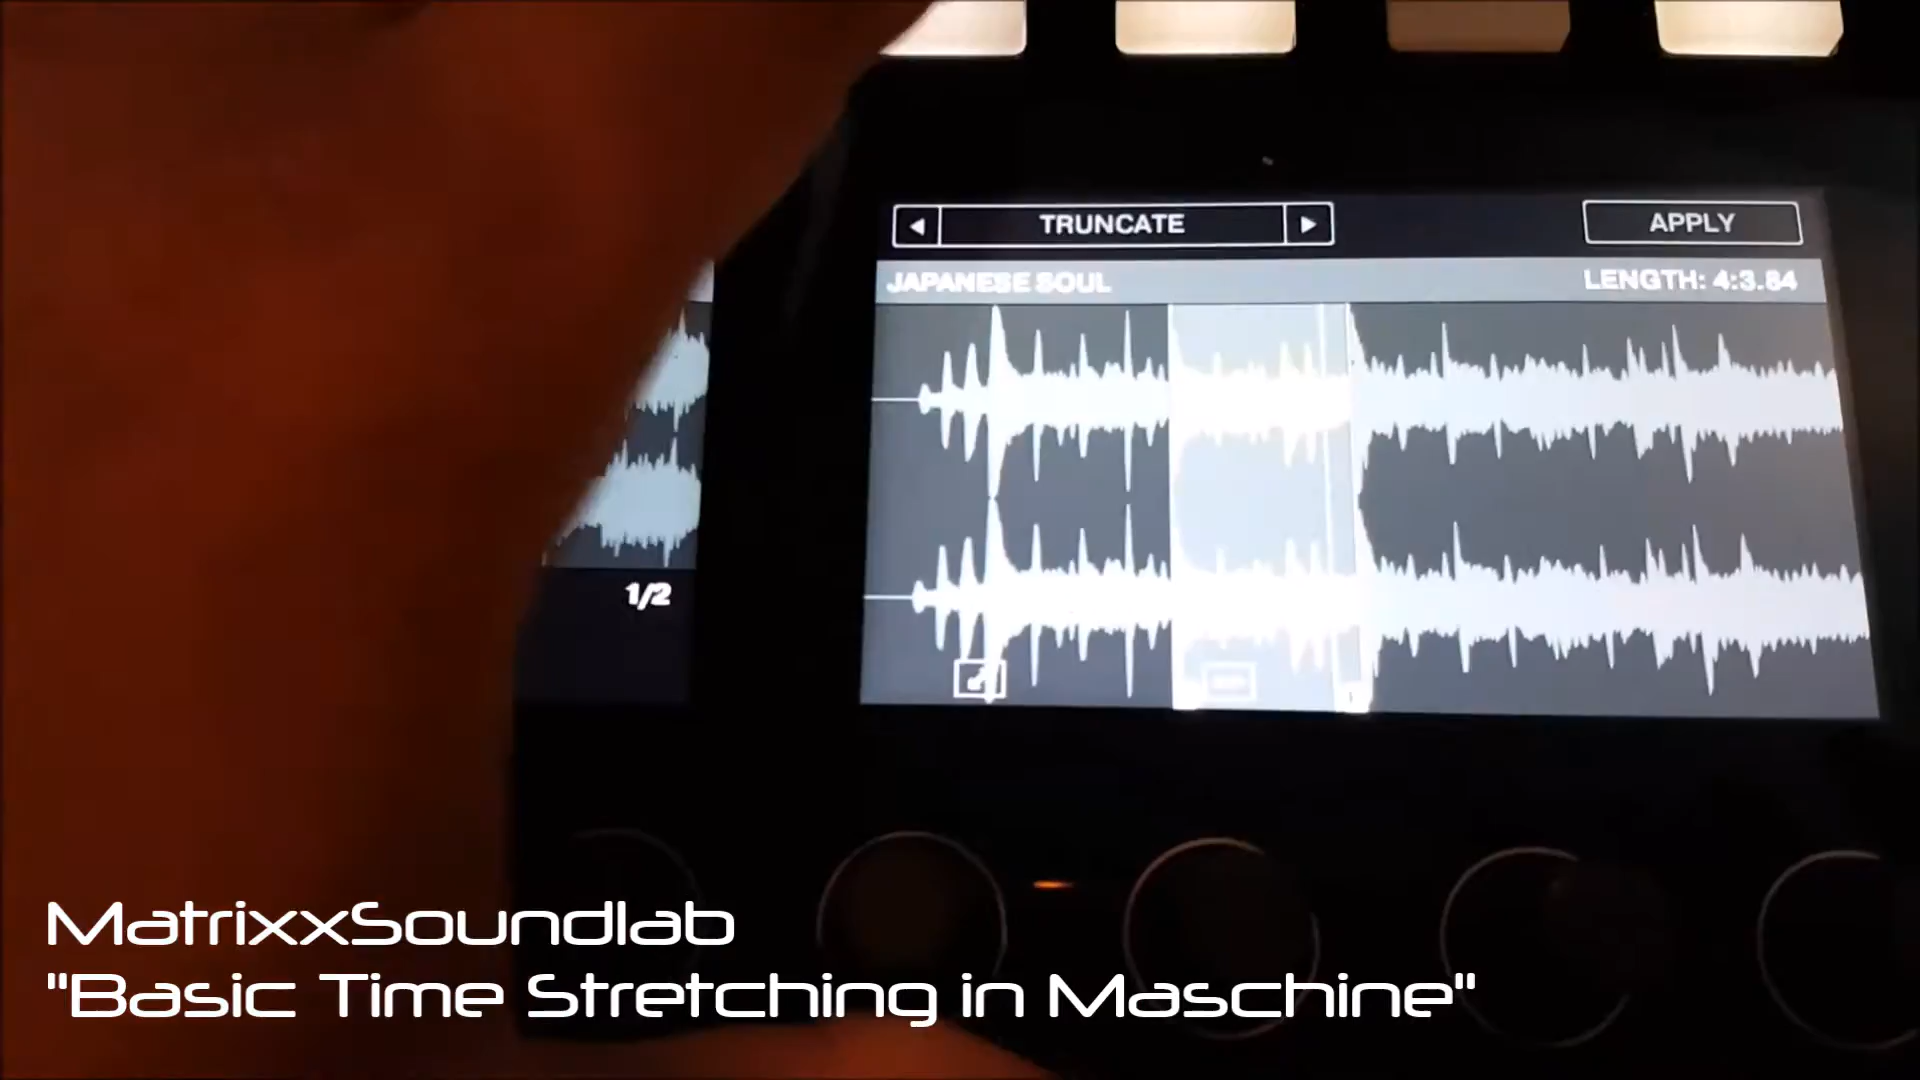 TRUNCATE
APPLY
JAPANESE SOUL
LENGTH: 4:3.84
1/2
MatrixxSoundlab
"Basic Time Stretching in Maschine"